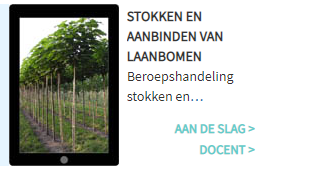 STOKKEN EN
AANBINDEN VAN
LAANBOMEN
Beroepshandeling
stokken en…
AAN DE SLAG >
DOCENT >